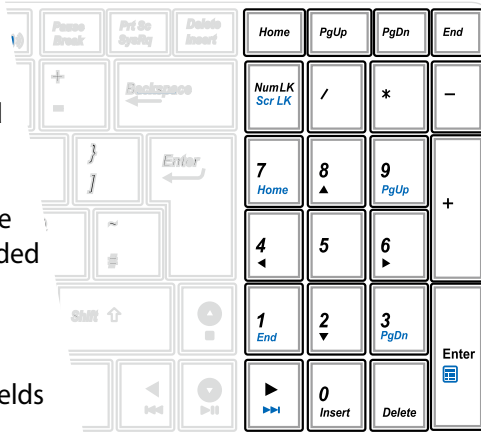 Pause Prt Sc Delete Home PgUp PgDn End
Break SysRq Insert
+ Backspace NumLK / * −
= Scr LK
} Enter 7 8 9 +
] Home PgUp
e ~ 4 5 6
ded #
Shift 1 2 3 Enter
End PgDn
elds 0
Insert Delete